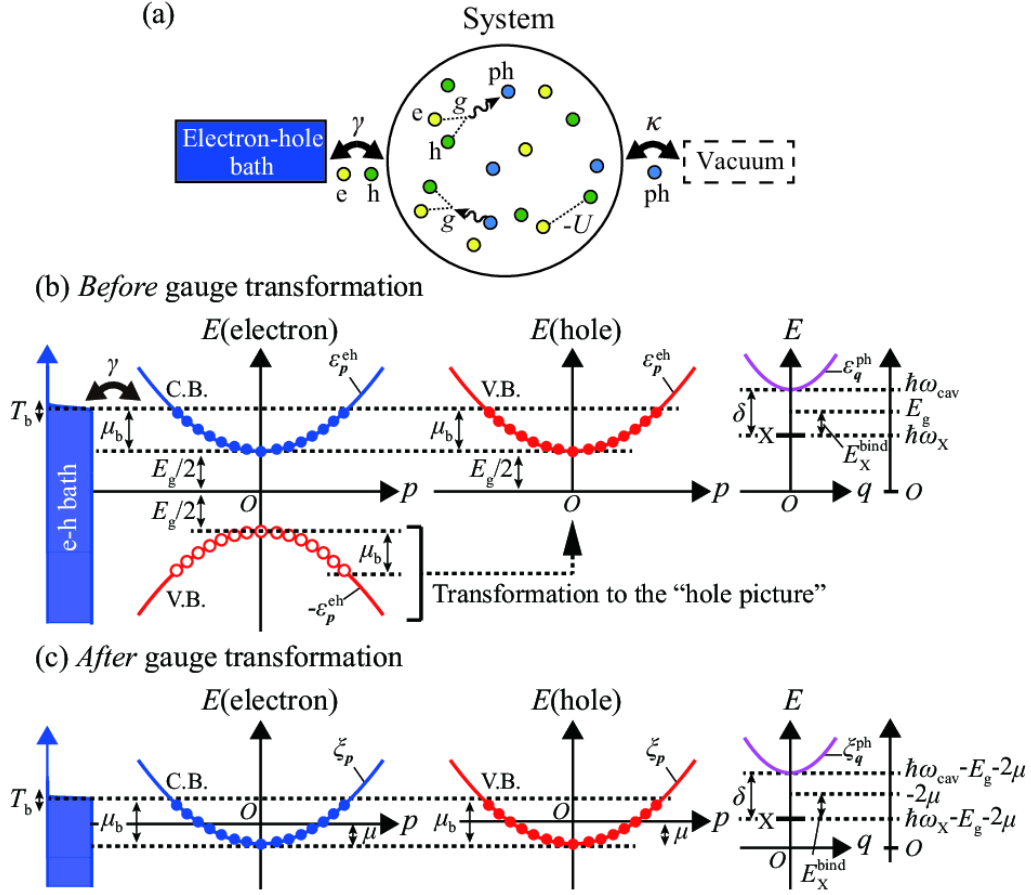 (a)
System
Electron-hole
bath
γ
e h
ph
g
e
h
g
-U
κ
ph
Vacuum
(b) Before gauge transformation
E(electron)
E(hole)
E
γ
T_b
C.B.
ε_p^eh
V.B.
ε_p^eh
ε_q^ph
ħω_cav
μ_b
μ_b
δ
E_g
X
E_X^bind
ħω_X
E_g/2
E_g/2
e-h bath
O
p
O
p
O
q
O
E_g/2
μ_b
V.B.
-ε_p^eh
Transformation to the “hole picture”
(c) After gauge transformation
E(electron)
E(hole)
E
T_b
C.B.
ξ_p
V.B.
ξ_p
ξ_q^ph
ħω_cav-E_g-2μ
μ_b
O
μ
p
μ_b
O
μ
p
δ
-2μ
X
ħω_X-E_g-2μ
O
E_X^bind
q
O